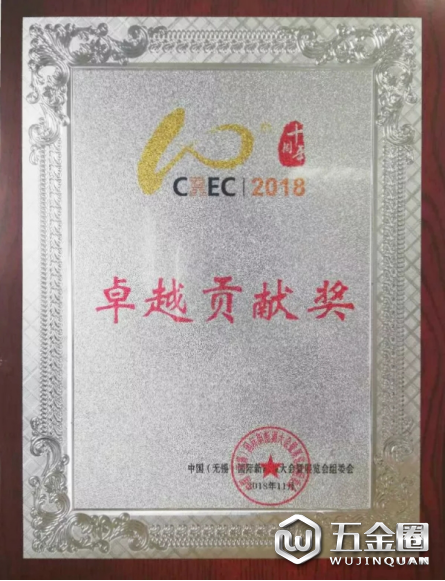 十周年
CREC | 2018
卓越贡献奖
中国（无锡）国际新能源大会暨展览会组委会
2018年11月
五金圈
WUJINQUAN